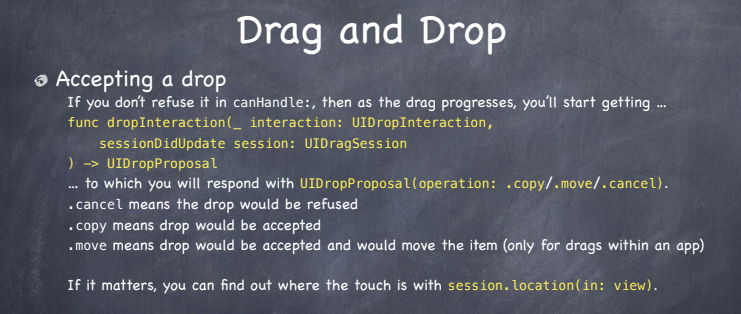 Drag and Drop
Accepting a drop
If you don't refuse it in canHandle:, then as the drag progresses, you'll start getting …
func dropInteraction(_ interaction: UIDropInteraction,
sessionDidUpdate session: UIDragSession
) -> UIDropProposal
… to which you will respond with UIDropProposal(operation: .copy/.move/.cancel).
.cancel means the drop would be refused
.copy means drop would be accepted
.move means drop would be accepted and would move the item (only for drags within an app)
If it matters, you can find out where the touch is with session.location(in: view).